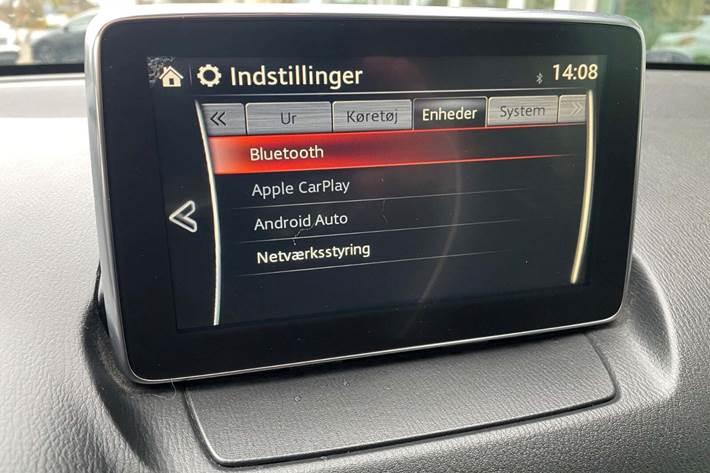 Indstillinger 14:08
Ur Køretøj Enheder System
Bluetooth
Apple CarPlay
Android Auto
Netværksstyring